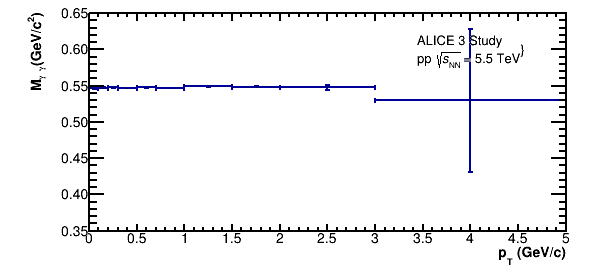 0.65
0.60
0.55
0.50
0.45
0.40
0.35
M_{γ γ}(GeV/c²)
ALICE 3 Study
pp √s_{NN} = 5.5 TeV}
0 0.5 1 1.5 2 2.5 3 3.5 4 4.5 5
p_T (GeV/c)